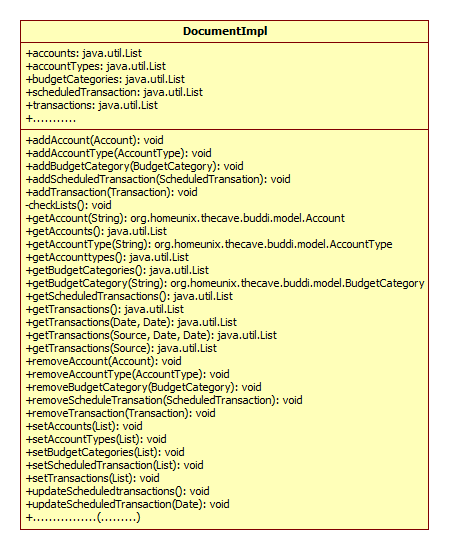 DocumentImpl
+accounts: java.util.List
+accountTypes: java.util.List
+budgetCategories: java.util.List
+scheduledTransaction: java.util.List
+transactions: java.util.List
+...........
+addAccount(Account): void
+addAccountType(AccountType): void
+addBudgetCategory(BudgetCategory): void
+addScheduledTransaction(ScheduledTransation): void
+addTransaction(Transaction): void
-checkLists(): void
+getAccount(String): org.homeunix.thecave.buddi.model.Account
+getAccounts(): java.util.List
+getAccountType(String): org.homeunix.thecave.buddi.model.AccountType
+getAccounttypes(): java.util.List
+getBudgetCategories(): java.util.List
+getBudgetCategory(String): org.homeunix.thecave.buddi.model.BudgetCategory
+getScheduledTransactions(): java.util.List
+getTransactions(): java.util.List
+getTransactions(Date, Date): java.util.List
+getTransactions(Source, Date, Date): java.util.List
+getTransactions(Source): java.util.List
+removeAccount(Account): void
+removeAccountType(AccountType): void
+removeBudgetCategory(BudgetCategory): void
+removeScheduleTransation(ScheduledTransaction): void
+removeTransaction(Transaction): void
+setAccounts(List): void
+setAccountTypes(List): void
+setBudgetCategories(List): void
+setScheduledTransaction(List): void
+setTransactions(List): void
+updateScheduledtransactions(): void
+updateScheduledTransaction(Date): void
+................(.........)